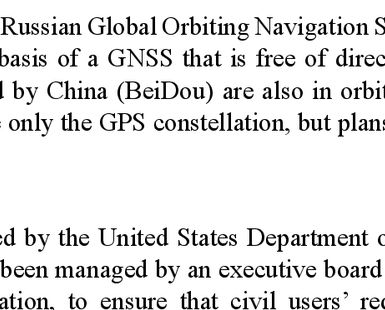 Russian Global Orbiting Navigation S
basis of a GNSS that is free of direc
by China (BeiDou) are also in orbit
only the GPS constellation, but plans
ed by the United States Department o
been managed by an executive board
ation, to ensure that civil users' rec